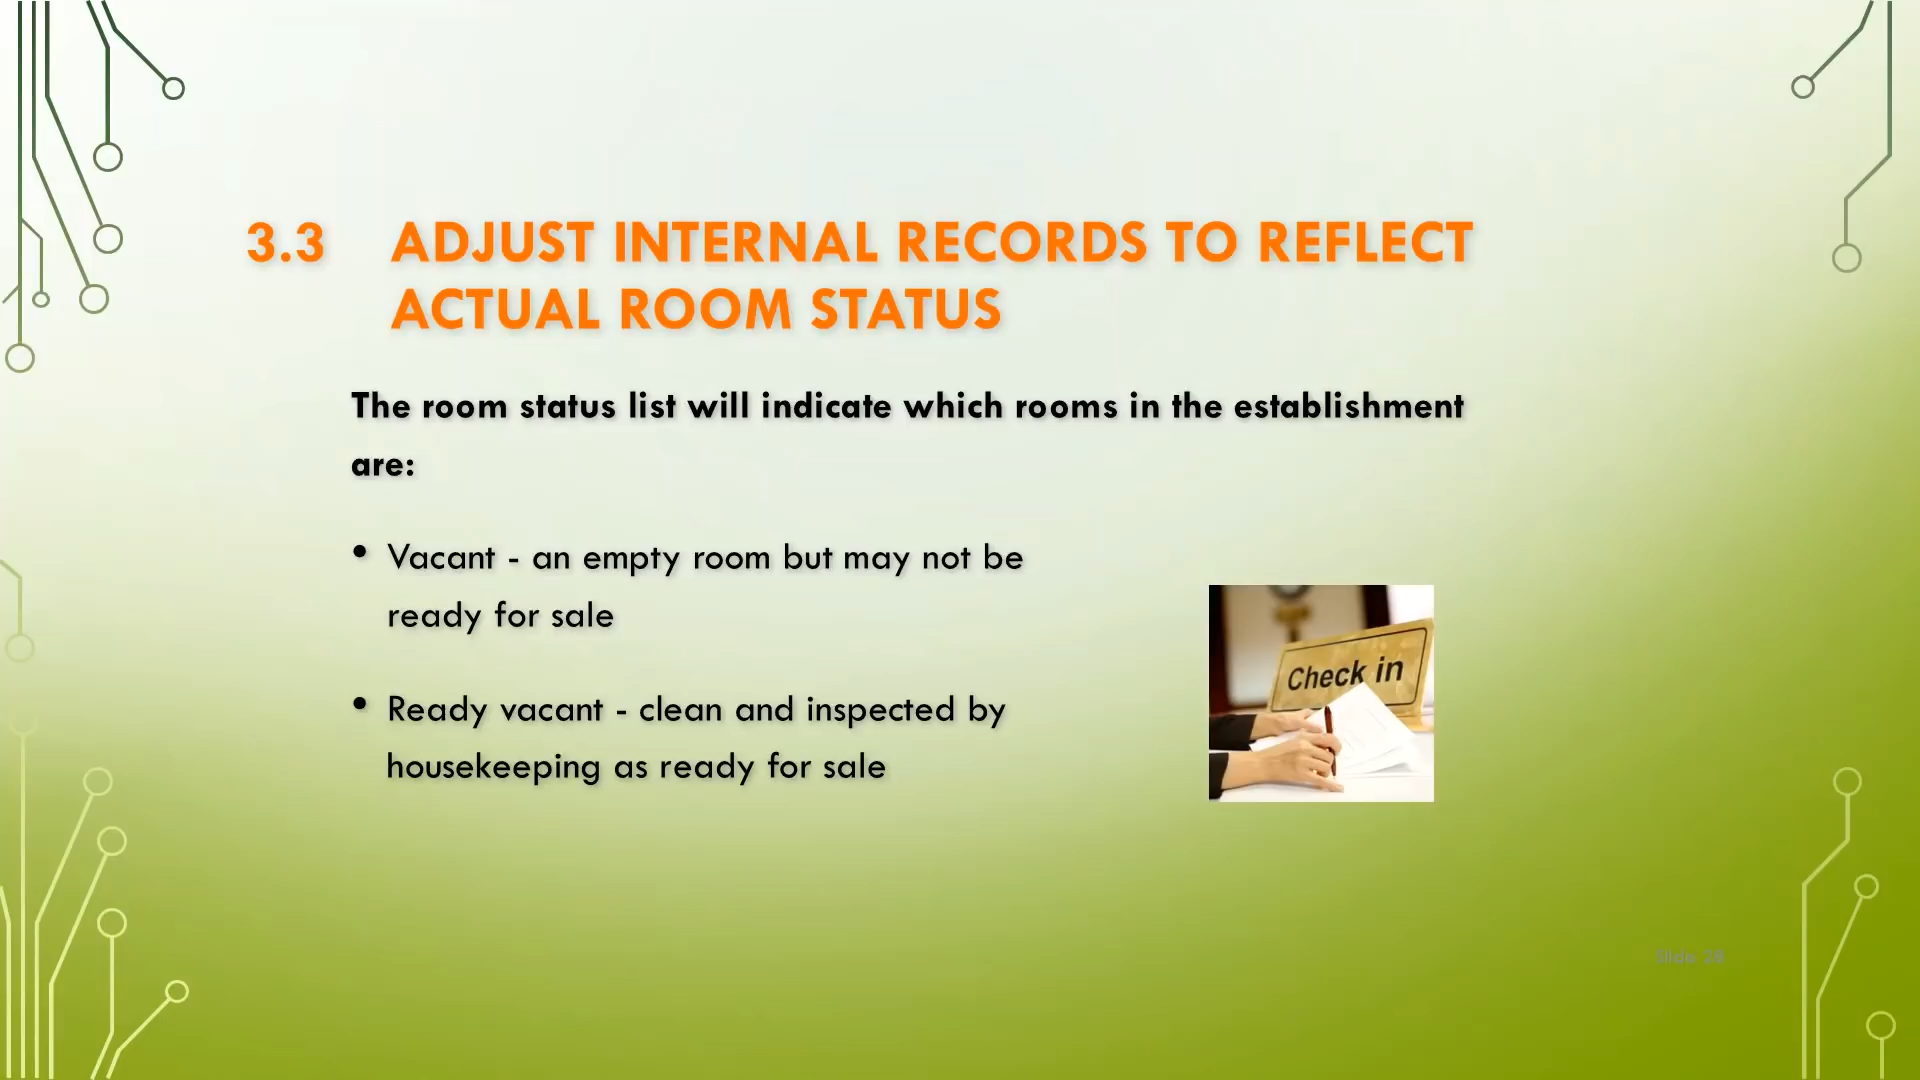 3.3 ADJUST INTERNAL RECORDS TO REFLECT
ACTUAL ROOM STATUS
The room status list will indicate which rooms in the establishment
are:
• Vacant - an empty room but may not be
ready for sale
• Ready vacant - clean and inspected by
housekeeping as ready for sale
Check in
Slide 28